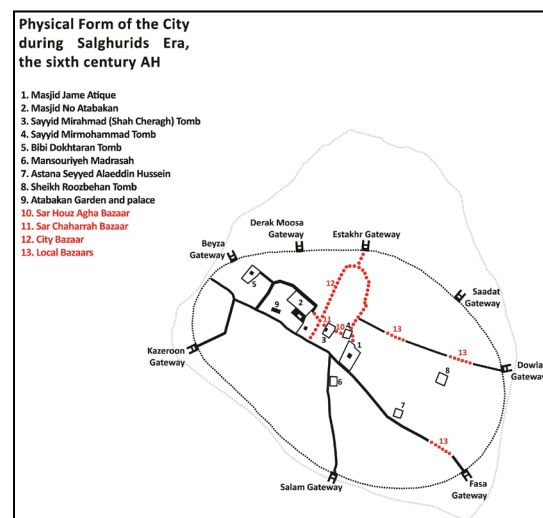 Physical Form of the City
during Salghurids Era,
the sixth century AH
1. Masjid Jame Atique
2. Masjid No Atabakan
3. Sayyid Mirahmad (Shah Cheragh) Tomb
4. Sayyid Mirmohammad Tomb
5. Bibi Dokhtaran Tomb
6. Mansouriyeh Madrasah
7. Astana Seyyed Alaeddin Hussein
8. Sheikh Roozbehan Tomb
9. Atabakan Garden and palace
10. Sar Houz Agha Bazaar
11. Sar Chaharrah Bazaar
12. City Bazaar
13. Local Bazaars
Derak Moosa
Gateway
Estakhr Gateway
Beyza
Gateway
Saadat
Gateway
5
12
9
2
11
3
10
4
1
13
13
Kazeroon
Gateway
Dowlat
Gateway
6
8
7
13
Salam Gateway
Fasa
Gateway